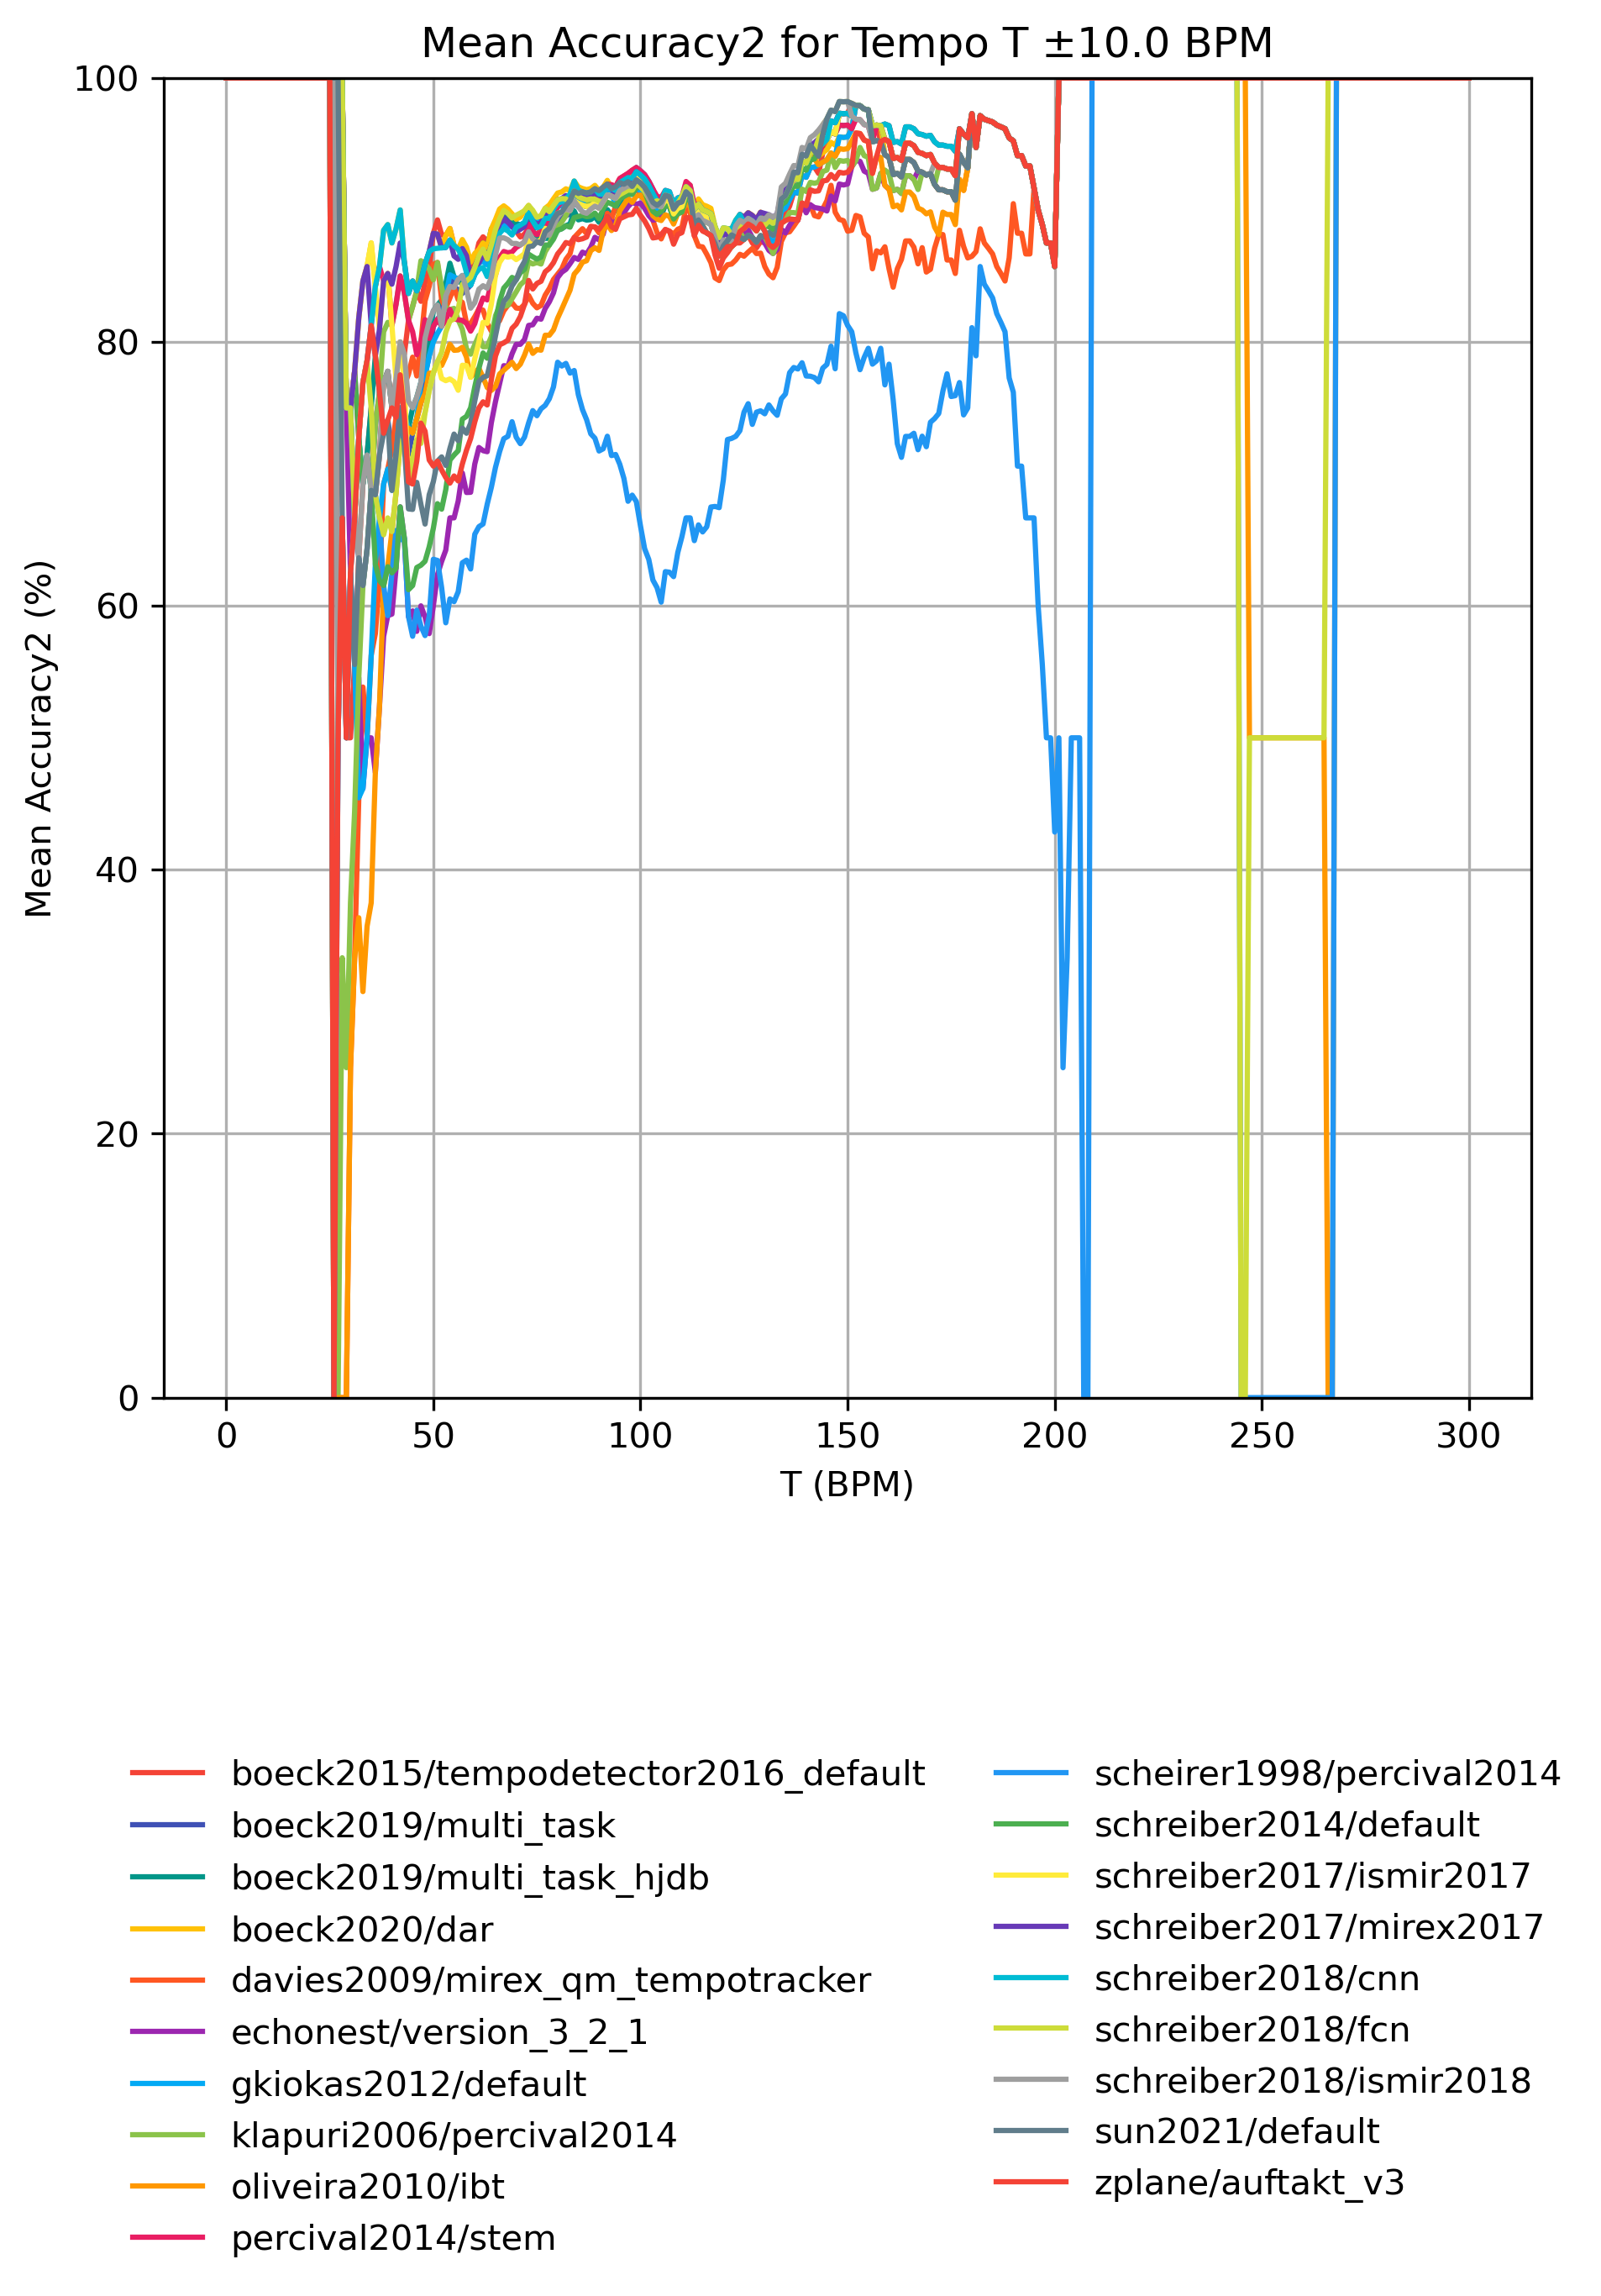 Mean Accuracy2 for Tempo T ±10.0 BPM
100
80
60
40
20
0
Mean Accuracy2 (%)
0 50 100 150 200 250 300
T (BPM)
boeck2015/tempodetector2016_default
boeck2019/multi_task
boeck2019/multi_task_hjdb
boeck2020/dar
davies2009/mirex_qm_tempotracker
echonest/version_3_2_1
gkiokas2012/default
klapuri2006/percival2014
oliveira2010/ibt
percival2014/stem
scheirer1998/percival2014
schreiber2014/default
schreiber2017/ismir2017
schreiber2017/mirex2017
schreiber2018/cnn
schreiber2018/fcn
schreiber2018/ismir2018
sun2021/default
zplane/auftakt_v3